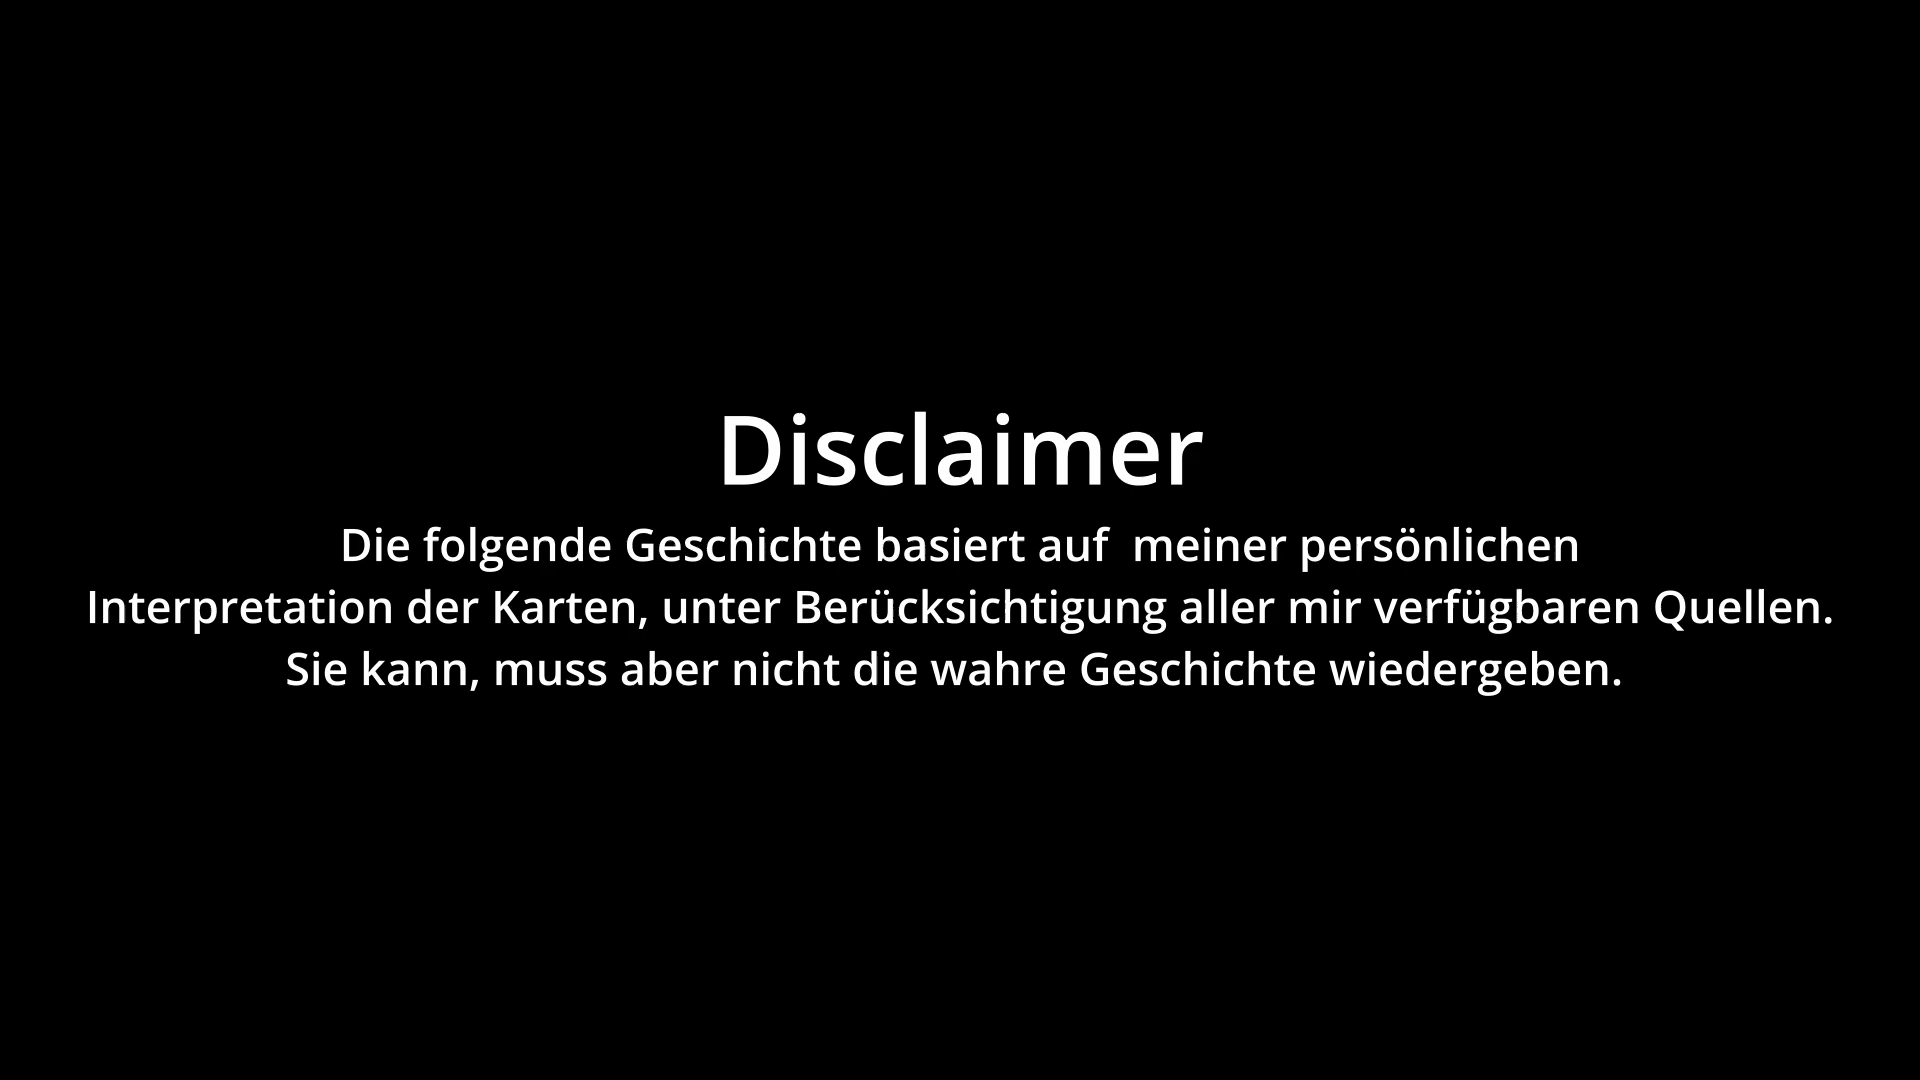 Disclaimer
Die folgende Geschichte basiert auf  meiner persönlichen
Interpretation der Karten, unter Berücksichtigung aller mir verfügbaren Quellen.
Sie kann, muss aber nicht die wahre Geschichte wiedergeben.